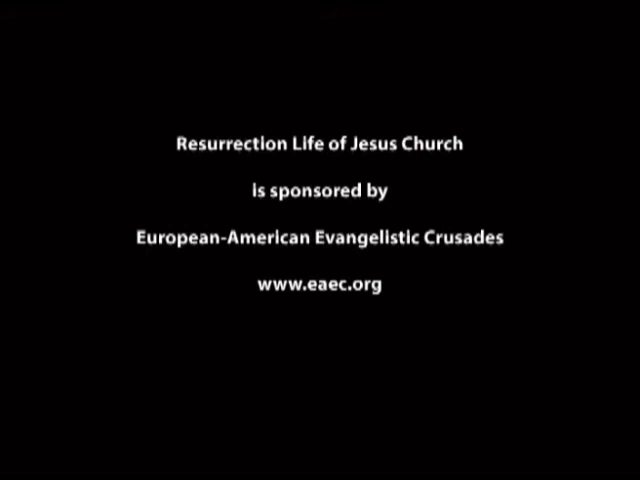 Resurrection Life of Jesus Church
is sponsored by
European-American Evangelistic Crusades
www.eaec.org